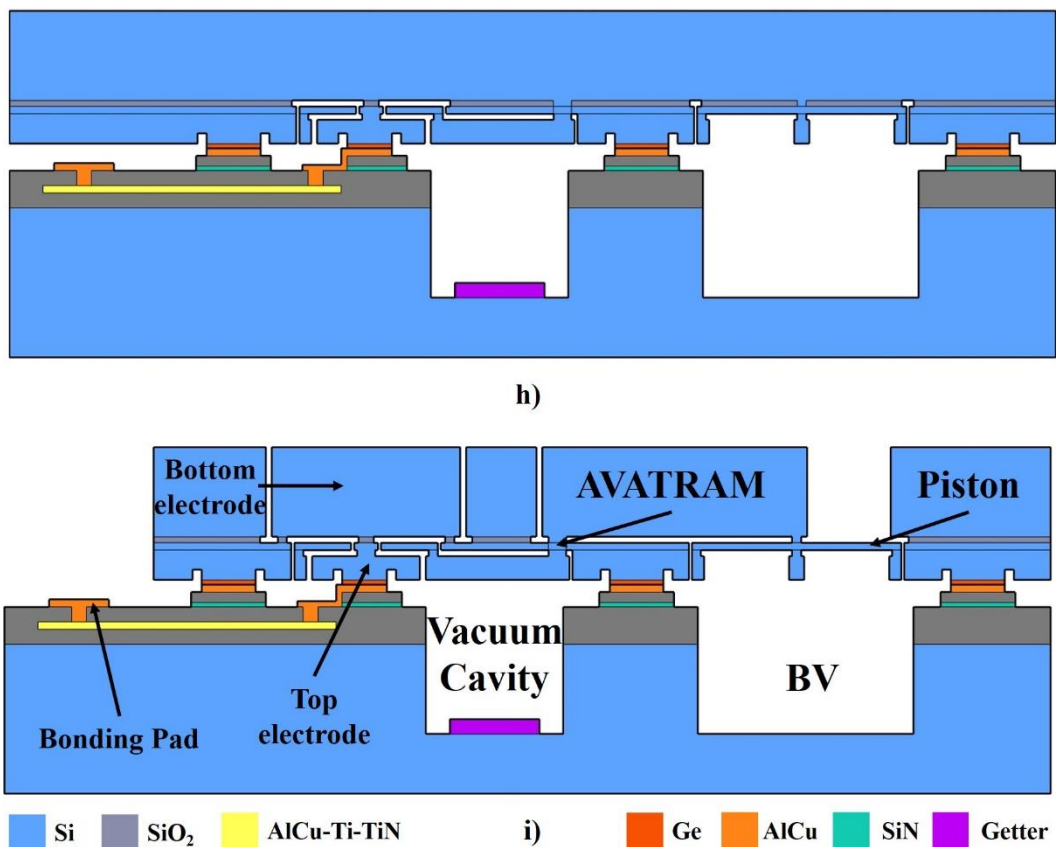 h)
Bottom
electrode
AVATRAM
Piston
Vacuum
Cavity
BV
Top
electrode
Bonding Pad
Si SiO₂ AlCu-Ti-TiN i) Ge AlCu SiN Getter